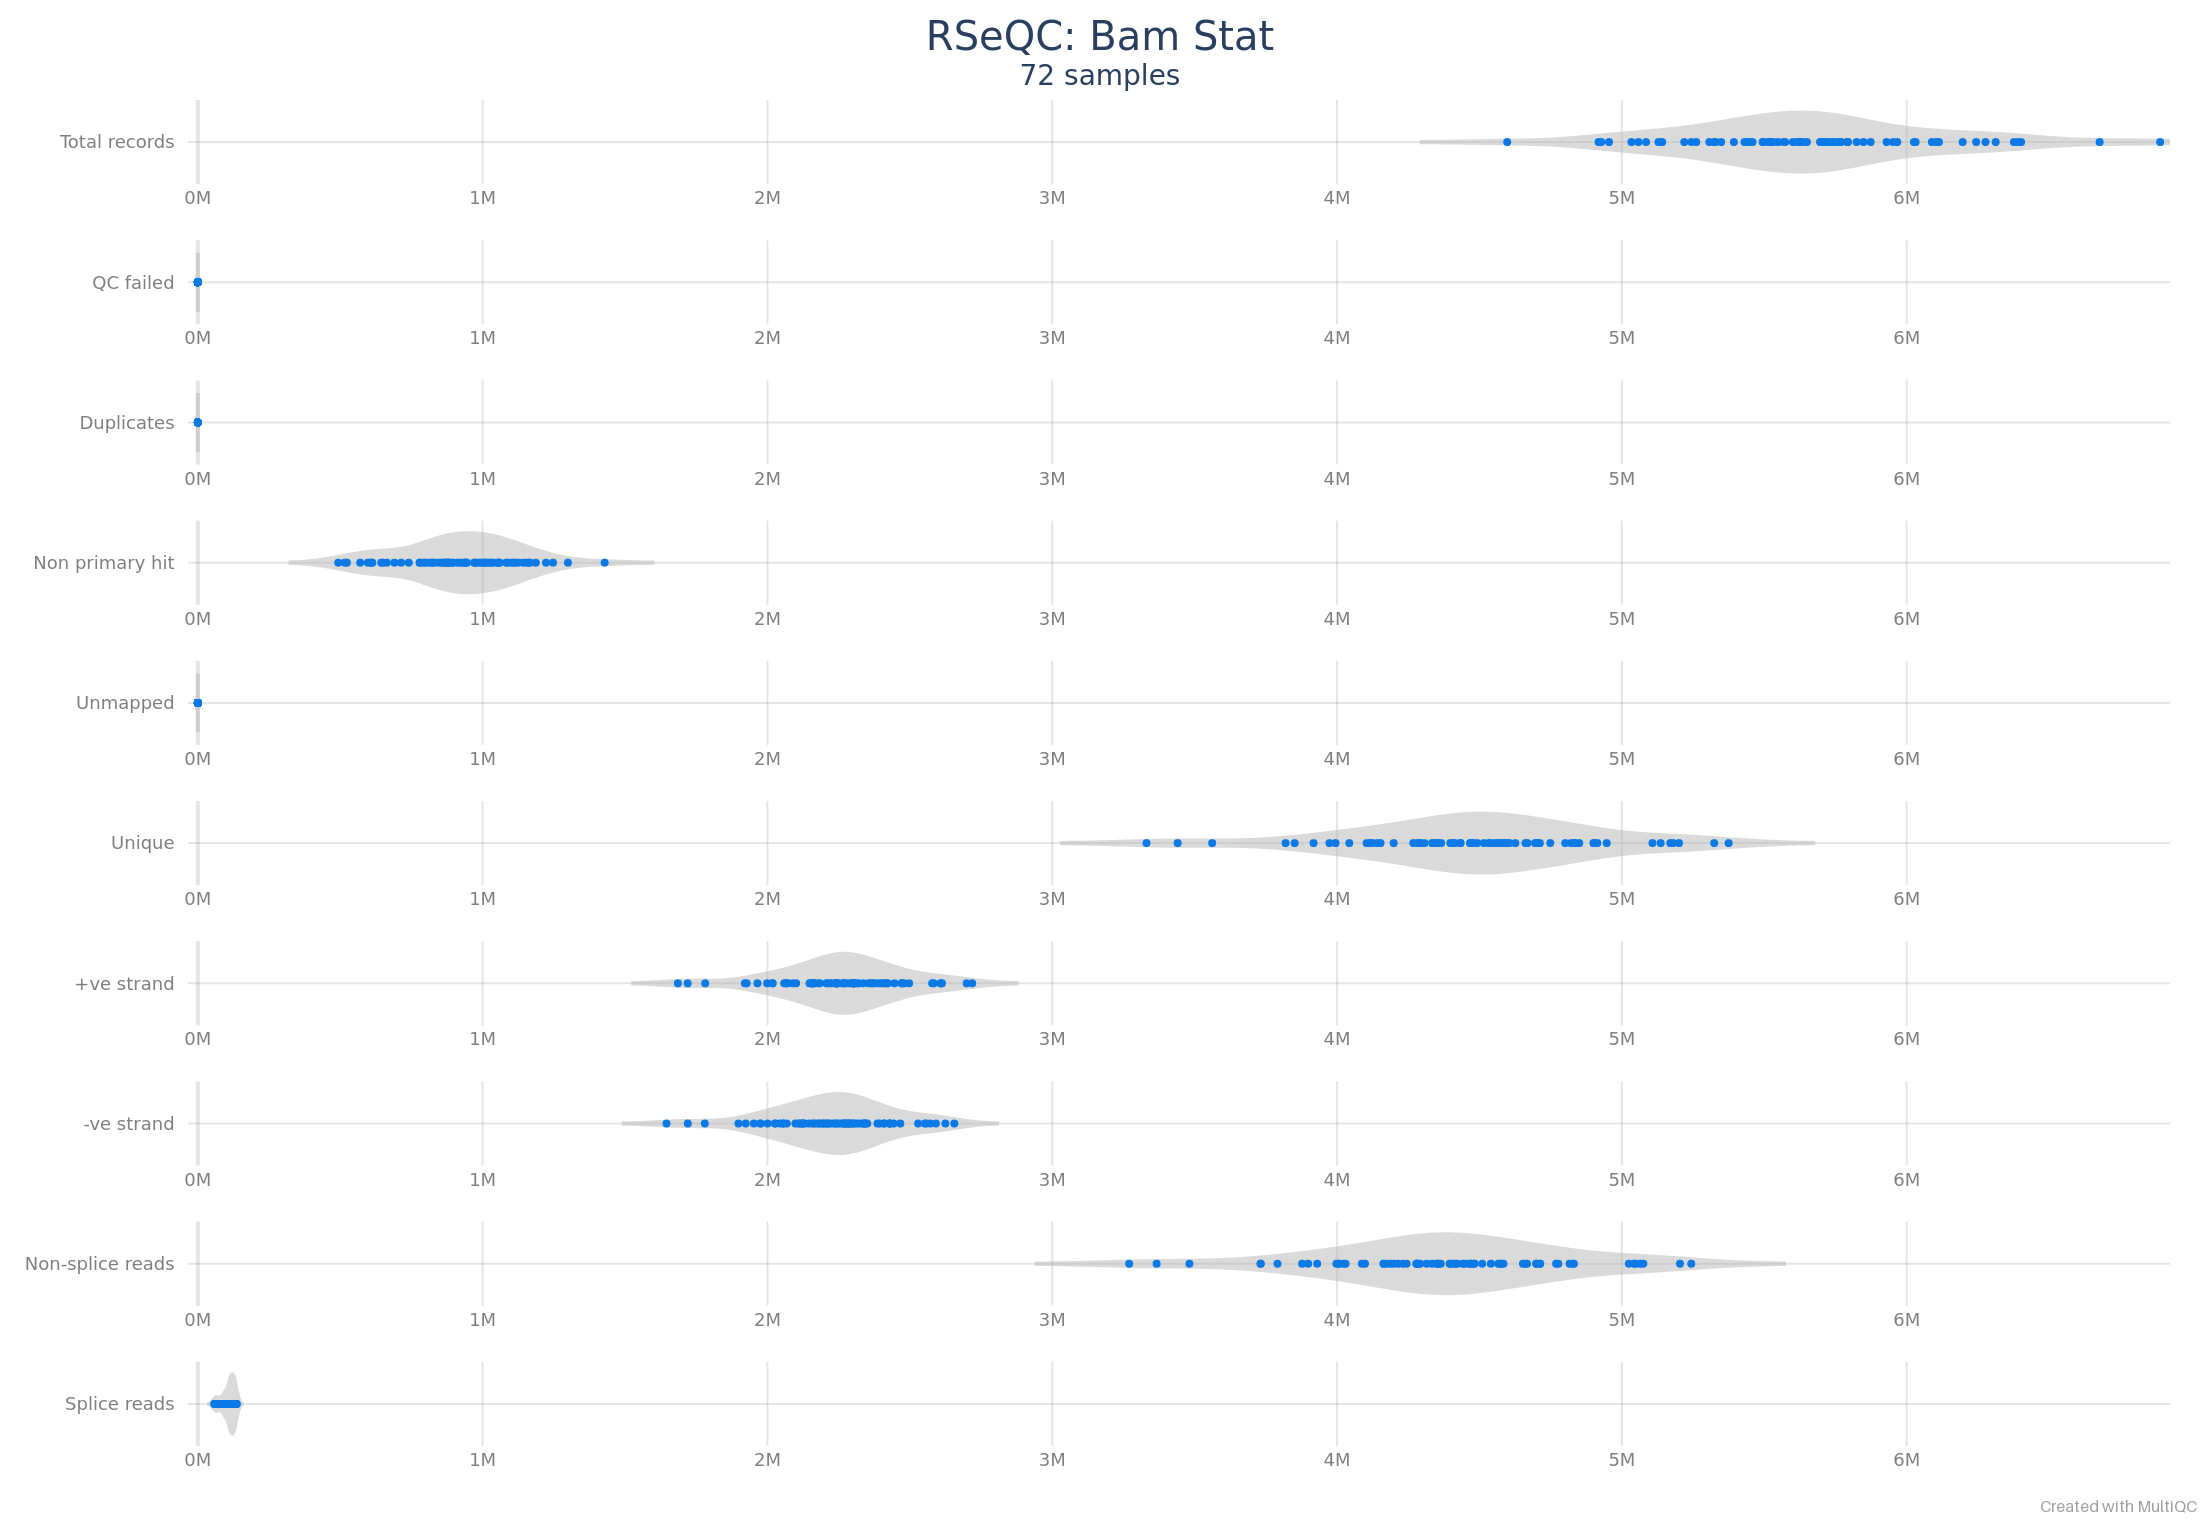 RSeQC: Bam Stat
72 samples
Total records
0M 1M 2M 3M 4M 5M 6M
QC failed
0M 1M 2M 3M 4M 5M 6M
Duplicates
0M 1M 2M 3M 4M 5M 6M
Non primary hit
0M 1M 2M 3M 4M 5M 6M
Unmapped
0M 1M 2M 3M 4M 5M 6M
Unique
0M 1M 2M 3M 4M 5M 6M
+ve strand
0M 1M 2M 3M 4M 5M 6M
-ve strand
0M 1M 2M 3M 4M 5M 6M
Non-splice reads
0M 1M 2M 3M 4M 5M 6M
Splice reads
0M 1M 2M 3M 4M 5M 6M
Created with MultiQC